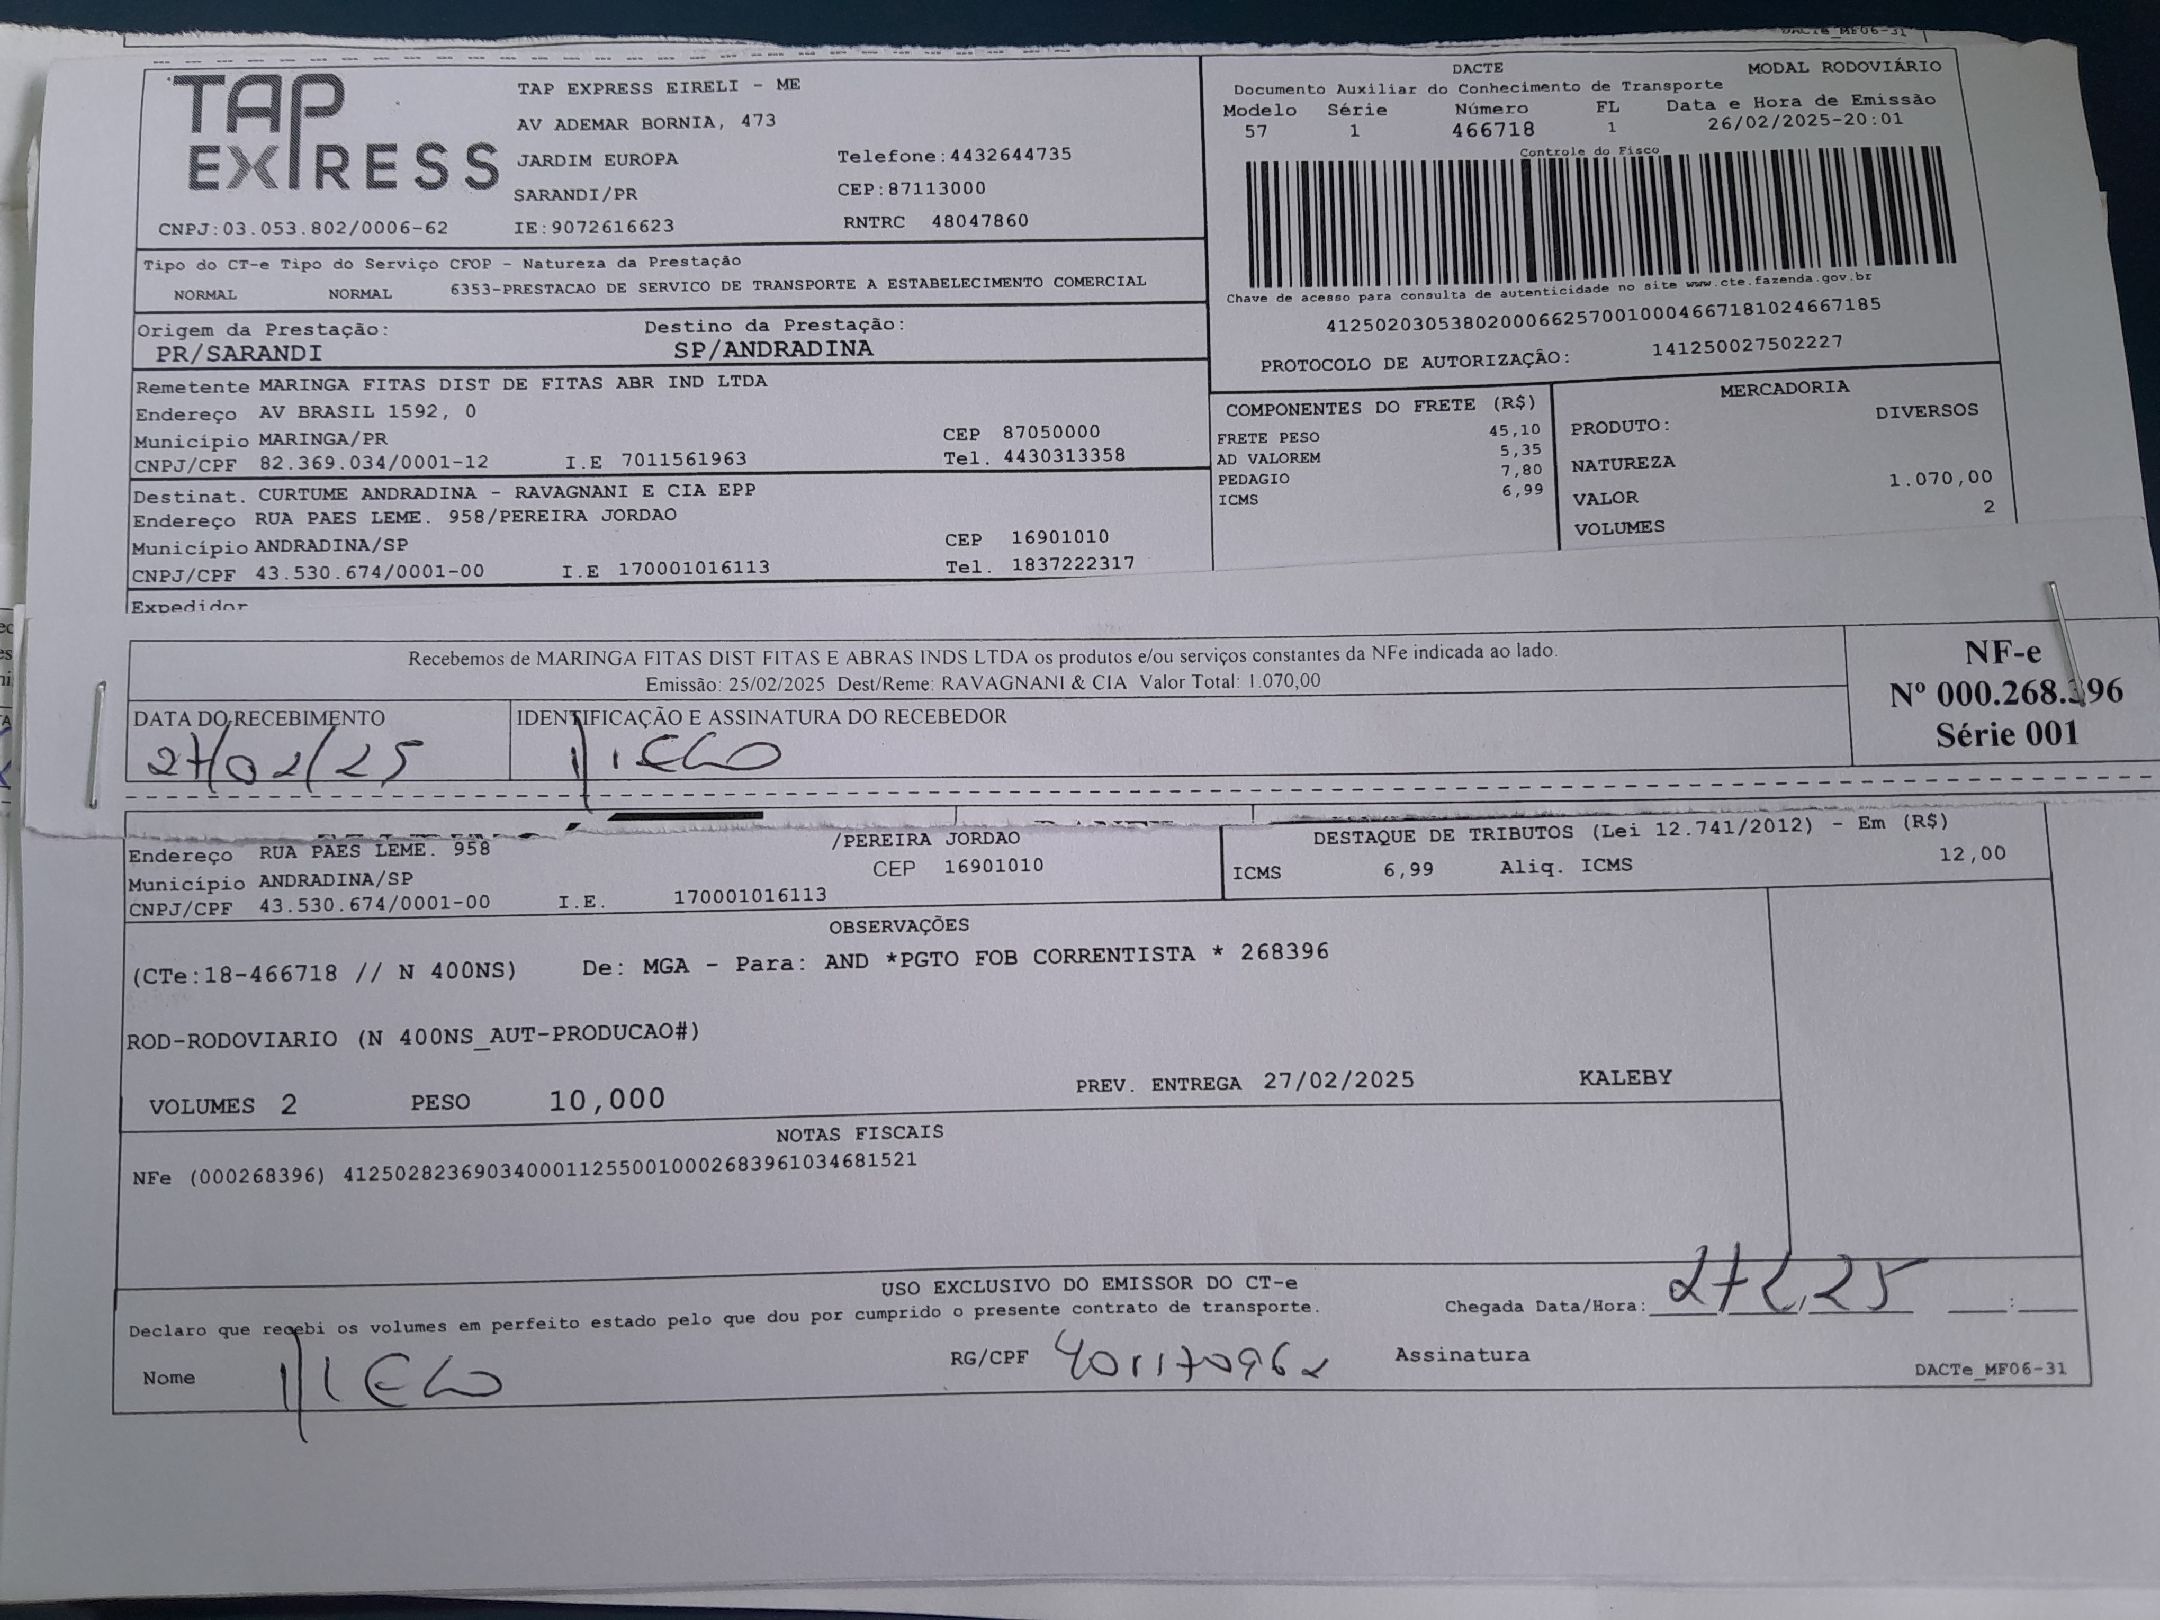 DACTe_MF06-31
TAP EXPRESS
TAP EXPRESS EIRELI - ME
AV ADEMAR BORNIA, 473
JARDIM EUROPA Telefone:4432644735
SARANDI/PR CEP:87113000
CNPJ:03.053.802/0006-62 IE:9072616623 RNTRC 48047860
DACTE MODAL RODOVIÁRIO
Documento Auxiliar do Conhecimento de Transporte
Modelo Série Número FL Data e Hora de Emissão
57 1 466718 1 26/02/2025-20:01
Controle do Fisco
Chave de acesso para consulta de autenticidade no site www.cte.fazenda.gov.br
41250203053802000662570010004667181024667185
PROTOCOLO DE AUTORIZAÇÃO: 141250027502227
Tipo do CT-e Tipo do Serviço CFOP - Natureza da Prestação
NORMAL NORMAL 6353-PRESTACAO DE SERVICO DE TRANSPORTE A ESTABELECIMENTO COMERCIAL
Origem da Prestação: Destino da Prestação:
PR/SARANDI SP/ANDRADINA
Remetente MARINGA FITAS DIST DE FITAS ABR IND LTDA
Endereço AV BRASIL 1592, 0
Município MARINGA/PR CEP 87050000
CNPJ/CPF 82.369.034/0001-12 I.E 7011561963 Tel. 4430313358
Destinat. CURTUME ANDRADINA - RAVAGNANI E CIA EPP
Endereço RUA PAES LEME. 958/PEREIRA JORDAO
Município ANDRADINA/SP CEP 16901010
CNPJ/CPF 43.530.674/0001-00 I.E 170001016113 Tel. 1837222317
Expedidor
COMPONENTES DO FRETE (R$)
FRETE PESO 45,10
AD VALOREM 5,35
PEDAGIO 7,80
ICMS 6,99
MERCADORIA
PRODUTO: DIVERSOS
NATUREZA
VALOR 1.070,00
VOLUMES 2
Recebemos de MARINGA FITAS DIST FITAS E ABRAS INDS LTDA os produtos e/ou serviços constantes da NFe indicada ao lado.
Emissão: 25/02/2025 Dest/Reme: RAVAGNANI & CIA Valor Total: 1.070,00
DATA DO RECEBIMENTO IDENTIFICAÇÃO E ASSINATURA DO RECEBEDOR
27/02/25
NF-e
Nº 000.268.396
Série 001
Endereço RUA PAES LEME. 958 /PEREIRA JORDAO
Município ANDRADINA/SP CEP 16901010
CNPJ/CPF 43.530.674/0001-00 I.E. 170001016113
DESTAQUE DE TRIBUTOS (Lei 12.741/2012) - Em (R$)
ICMS 6,99 Aliq. ICMS 12,00
OBSERVAÇÕES
(CTe:18-466718 // N 400NS) De: MGA - Para: AND *PGTO FOB CORRENTISTA * 268396
ROD-RODOVIARIO (N 400NS_AUT-PRODUCAO#)
VOLUMES 2 PESO 10,000 PREV. ENTREGA 27/02/2025 KALEBY
NOTAS FISCAIS
NFe (000268396) 41250282369034000112550010002683961034681521
USO EXCLUSIVO DO EMISSOR DO CT-e
Declaro que recebi os volumes em perfeito estado pelo que dou por cumprido o presente contrato de transporte. Chegada Data/Hora: 27 2 25 :
Nome RG/CPF 401170962 Assinatura
DACTe_MF06-31